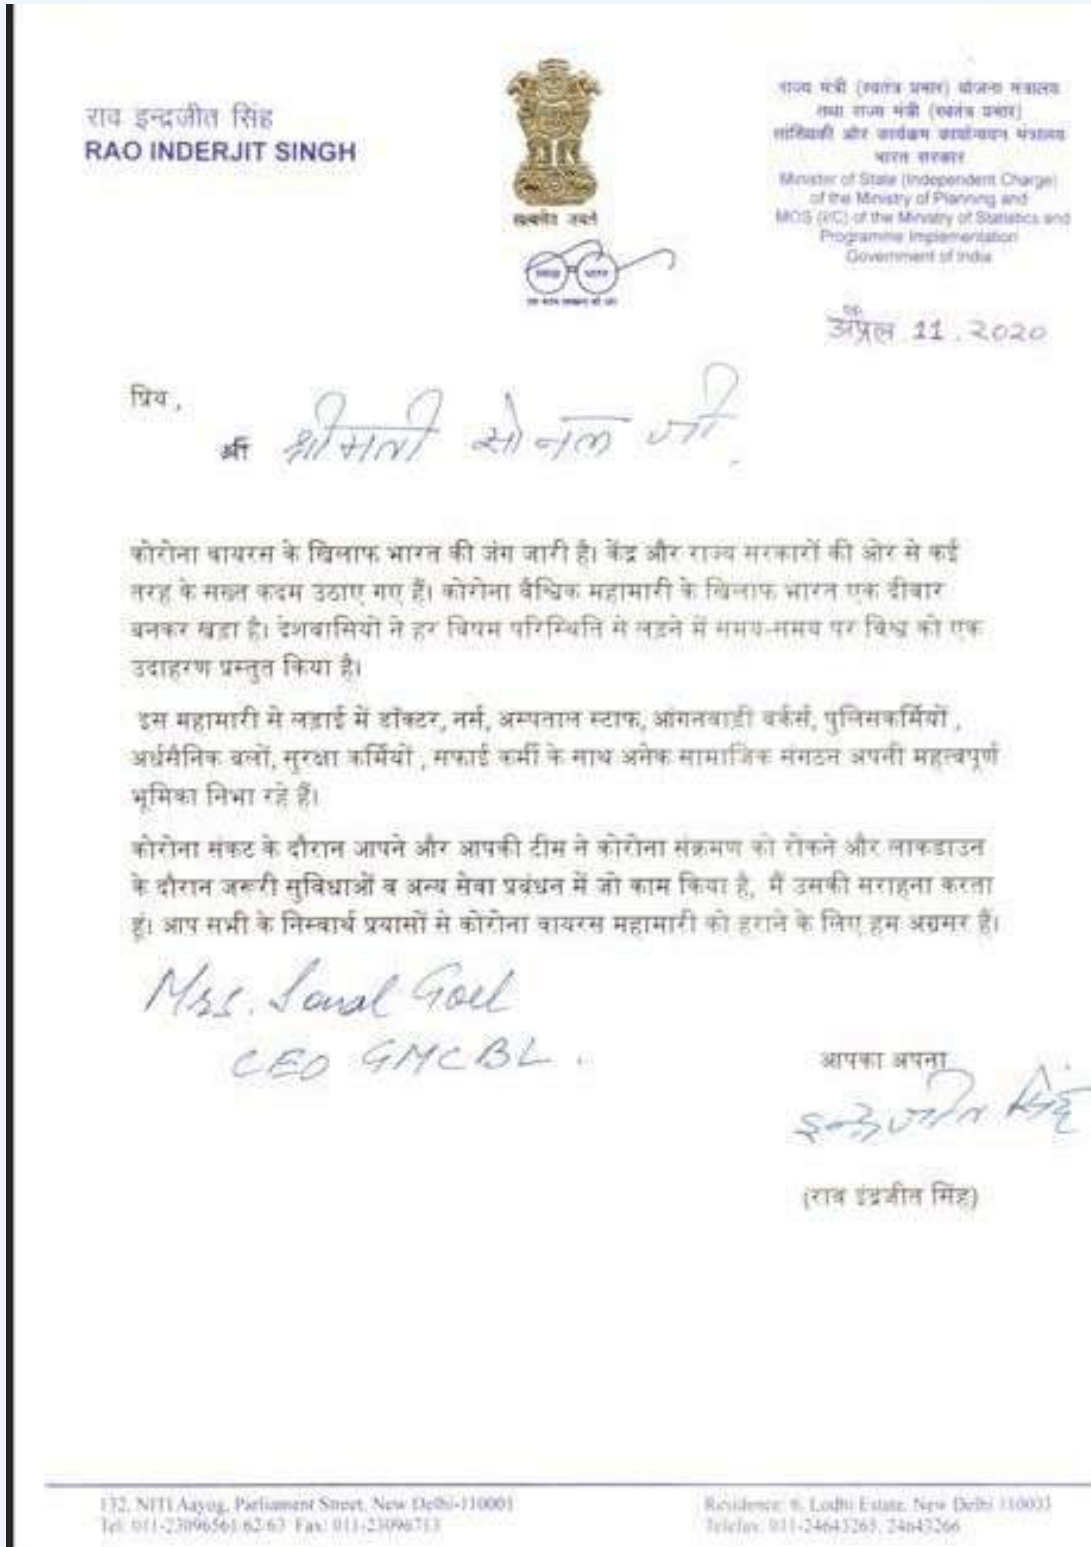 राव इन्द्रजीत सिंह
RAO INDERJIT SINGH
सत्यमेव जयते
स्वच्छ भारत
एक कदम स्वच्छता की ओर
राज्य मंत्री (स्वतंत्र प्रभार) योजना मंत्रालय
तथा राज्य मंत्री (स्वतंत्र प्रभार)
सांख्यिकी और कार्यक्रम कार्यान्वयन मंत्रालय
भारत सरकार
Minister of State (Independent Charge)
of the Ministry of Planning and
MOS (I/C) of the Ministry of Statistics and
Programme Implementation
Government of India
अप्रैल 11, 2020
प्रिय ,
श्रीमती सोनल जी
कोरोना वायरस के खिलाफ भारत की जंग जारी है। केंद्र और राज्य सरकारों की ओर से कई
तरह के सख्त कदम उठाए गए हैं। कोरोना वैश्विक महामारी के खिलाफ भारत एक दीवार
बनकर खड़ा है। देशवासियों ने हर विषम परिस्थिति से लड़ने में समय-समय पर विश्व को एक
उदाहरण प्रस्तुत किया है।
इस महामारी से लड़ाई में डॉक्टर, नर्स, अस्पताल स्टाफ, आंगनवाडी वर्कर्स, पुलिसकर्मियों ,
अर्धसैनिक बलों, सुरक्षा कर्मियों , सफाई कर्मी के साथ अनेक सामाजिक संगठन अपनी महत्वपूर्ण
भूमिका निभा रहे हैं।
कोरोना संकट के दौरान आपने और आपकी टीम ने कोरोना संक्रमण को रोकने और लाकडाउन
के दौरान जरूरी सुविधाओं व अन्य सेवा प्रबंधन में जो काम किया है, मैं उसकी सराहना करता
हूं। आप सभी के निस्वार्थ प्रयासों से कोरोना वायरस महामारी को हराने के लिए हम अग्रसर हैं।
Mrs. Sonal Goel
CEO GMCBL.
आपका अपना
इन्द्रजीत सिंह
(राव इंद्रजीत सिंह)
132, NITI Aayog, Parliament Street, New Delhi-110001
Tel: 011-23096561 62/63 Fax: 011-23096713
Residence: 6, Lodhi Estate, New Delhi 110033
Telefax: 011-24643265, 24643266